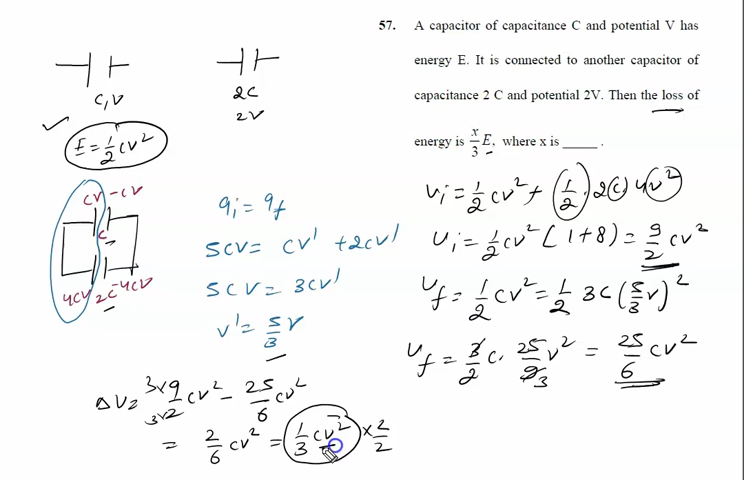 57. A capacitor of capacitance C and potential V has
energy E. It is connected to another capacitor of
capacitance 2 C and potential 2V. Then the loss of
energy is x/3 E, where x is _____ .
C, V
2C
2V
E = 1/2 CV²
CV -CV
C
4CV 2C -4CV
qi = qf
5CV = CV' + 2CV'
5CV = 3CV'
V' = 5/3 V
Ui = 1/2 CV² + (1/2) 2(C) 4V²
Ui = 1/2 CV² (1+8) = 9/2 CV²
Uf = 1/2 CV² = 1/2 3C (5/3 V)²
Uf = 3/2 C . 25/9 3 V² = 25/6 CV²
ΔU = 3×9/3×2 CV² - 25/6 CV²
= 2/6 CV² = 1/3 CV² × 2/2